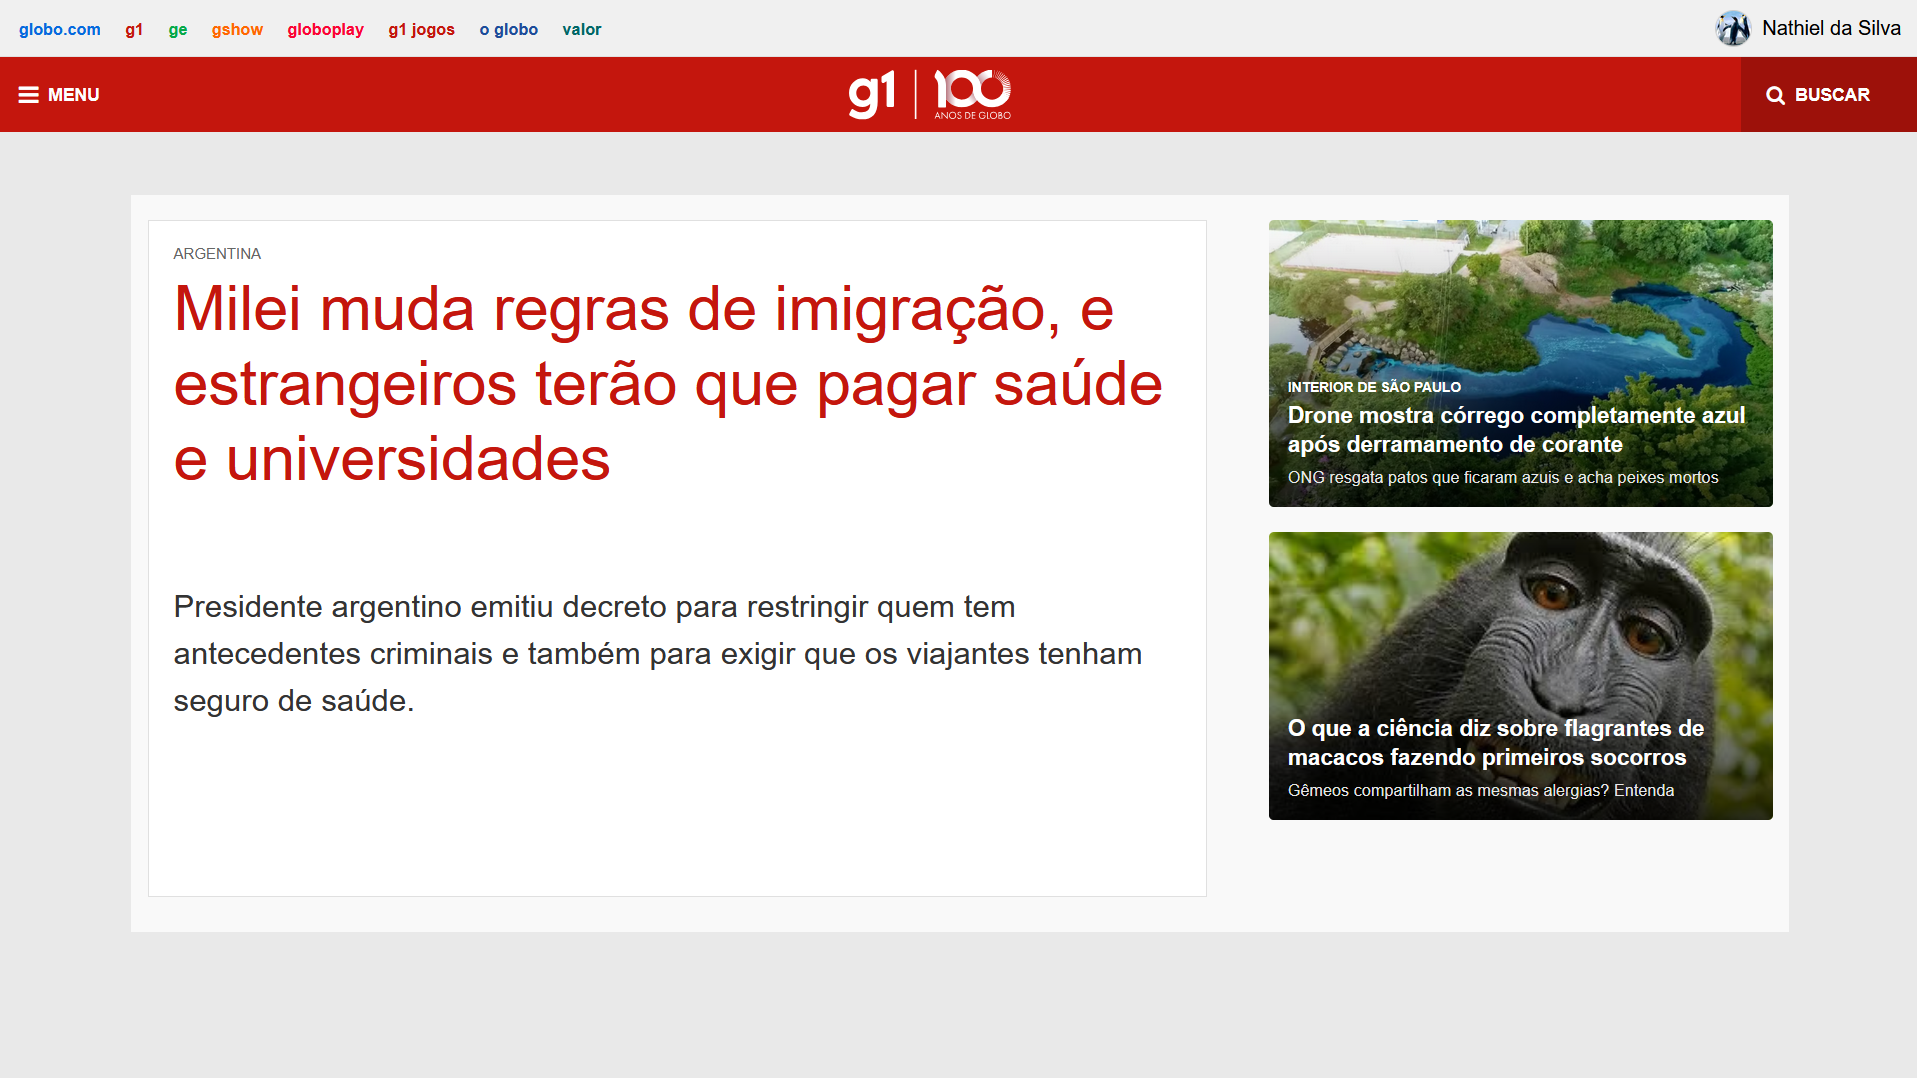 globo.com g1 ge gshow globoplay g1 jogos o globo valor
Nathiel da Silva
MENU
g1 | 100
ANOS DE GLOBO
BUSCAR
ARGENTINA
Milei muda regras de imigração, e
estrangeiros terão que pagar saúde
e universidades
Presidente argentino emitiu decreto para restringir quem tem
antecedentes criminais e também para exigir que os viajantes tenham
seguro de saúde.
INTERIOR DE SÃO PAULO
Drone mostra córrego completamente azul
após derramamento de corante
ONG resgata patos que ficaram azuis e acha peixes mortos
O que a ciência diz sobre flagrantes de
macacos fazendo primeiros socorros
Gêmeos compartilham as mesmas alergias? Entenda